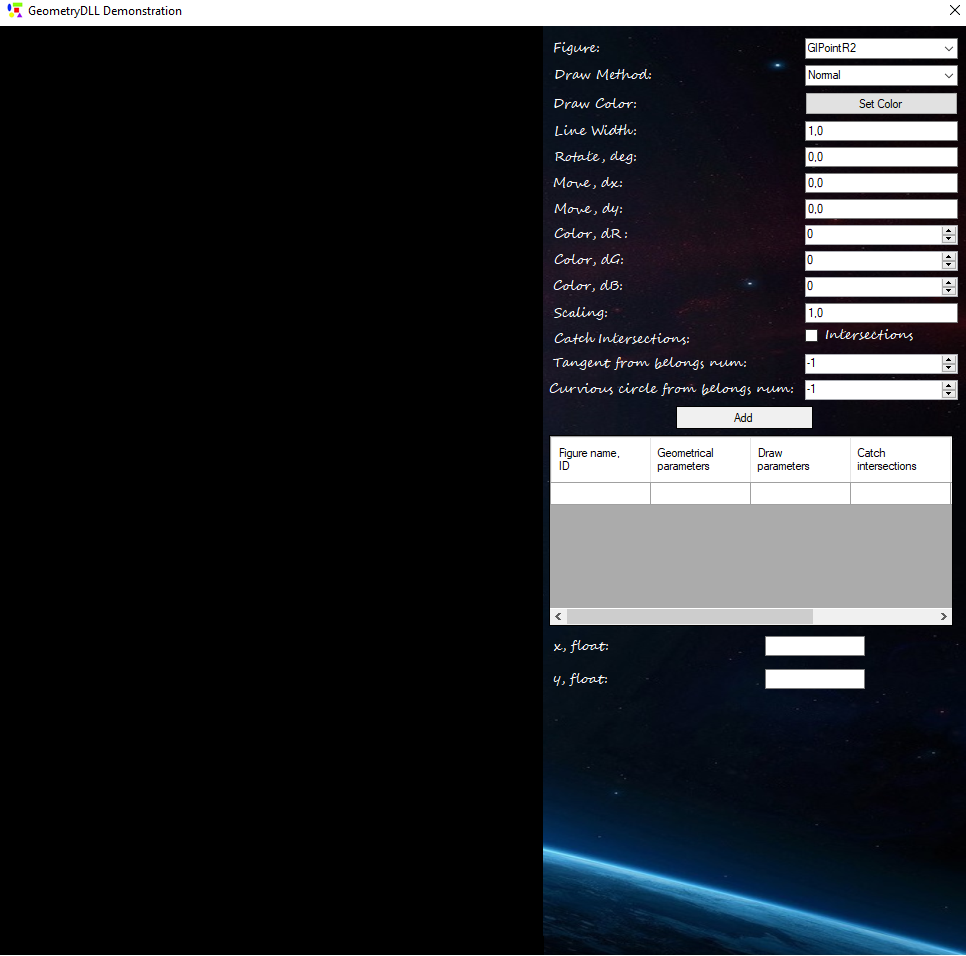 GeometryDLL Demonstration
Figure: GlPointR2
Draw Method: Normal
Draw Color: Set Color
Line Width: 1,0
Rotate, deg: 0,0
Move, dx: 0,0
Move, dy: 0,0
Color, dR: 0
Color, dG: 0
Color, dB: 0
Scaling: 1,0
Catch Intersections: Intersections
Tangent from belongs num: -1
Curvious circle from belongs num: -1
Add
Figure name, Geometrical Draw Catch
ID parameters parameters intersections
x, float:
y, float: